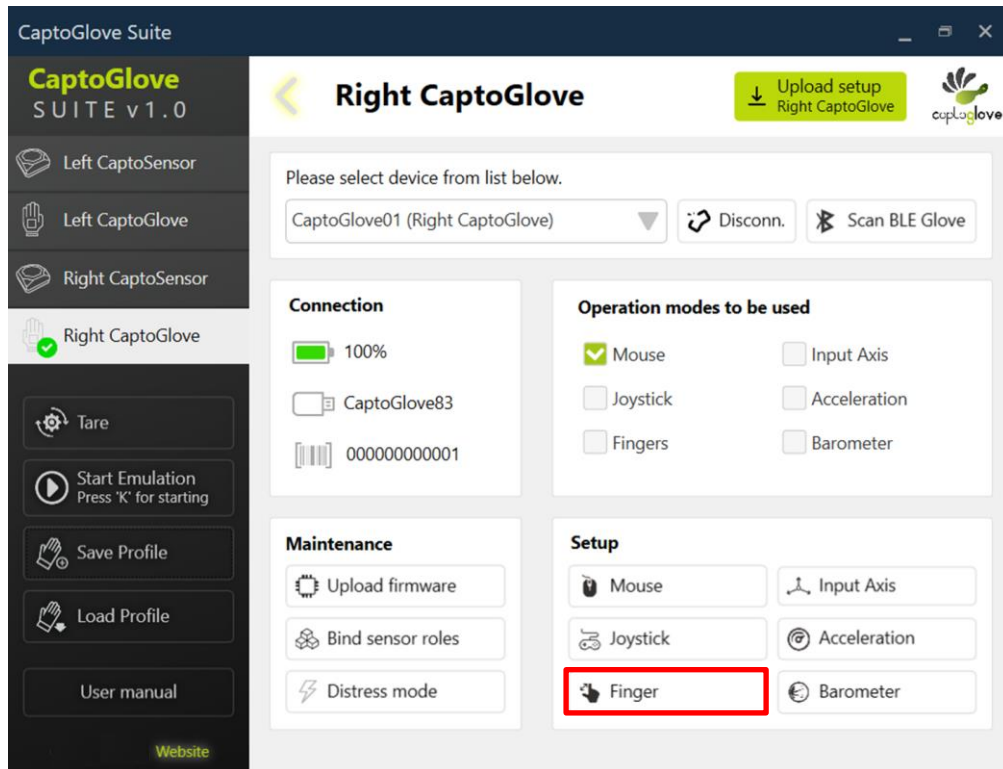 CaptoGlove Suite
CaptoGlove
SUITE v1.0
Left CaptoSensor
Left CaptoGlove
Right CaptoSensor
Right CaptoGlove
Tare
Start Emulation
Press 'K' for starting
Save Profile
Load Profile
User manual
Website
Right CaptoGlove
Upload setup
Right CaptoGlove
captoglove
Please select device from list below.
CaptoGlove01 (Right CaptoGlove)
Disconn.
Scan BLE Glove
Connection
100%
CaptoGlove83
000000000001
Operation modes to be used
Mouse
Input Axis
Joystick
Acceleration
Fingers
Barometer
Maintenance
Upload firmware
Bind sensor roles
Distress mode
Setup
Mouse
Input Axis
Joystick
Acceleration
Finger
Barometer